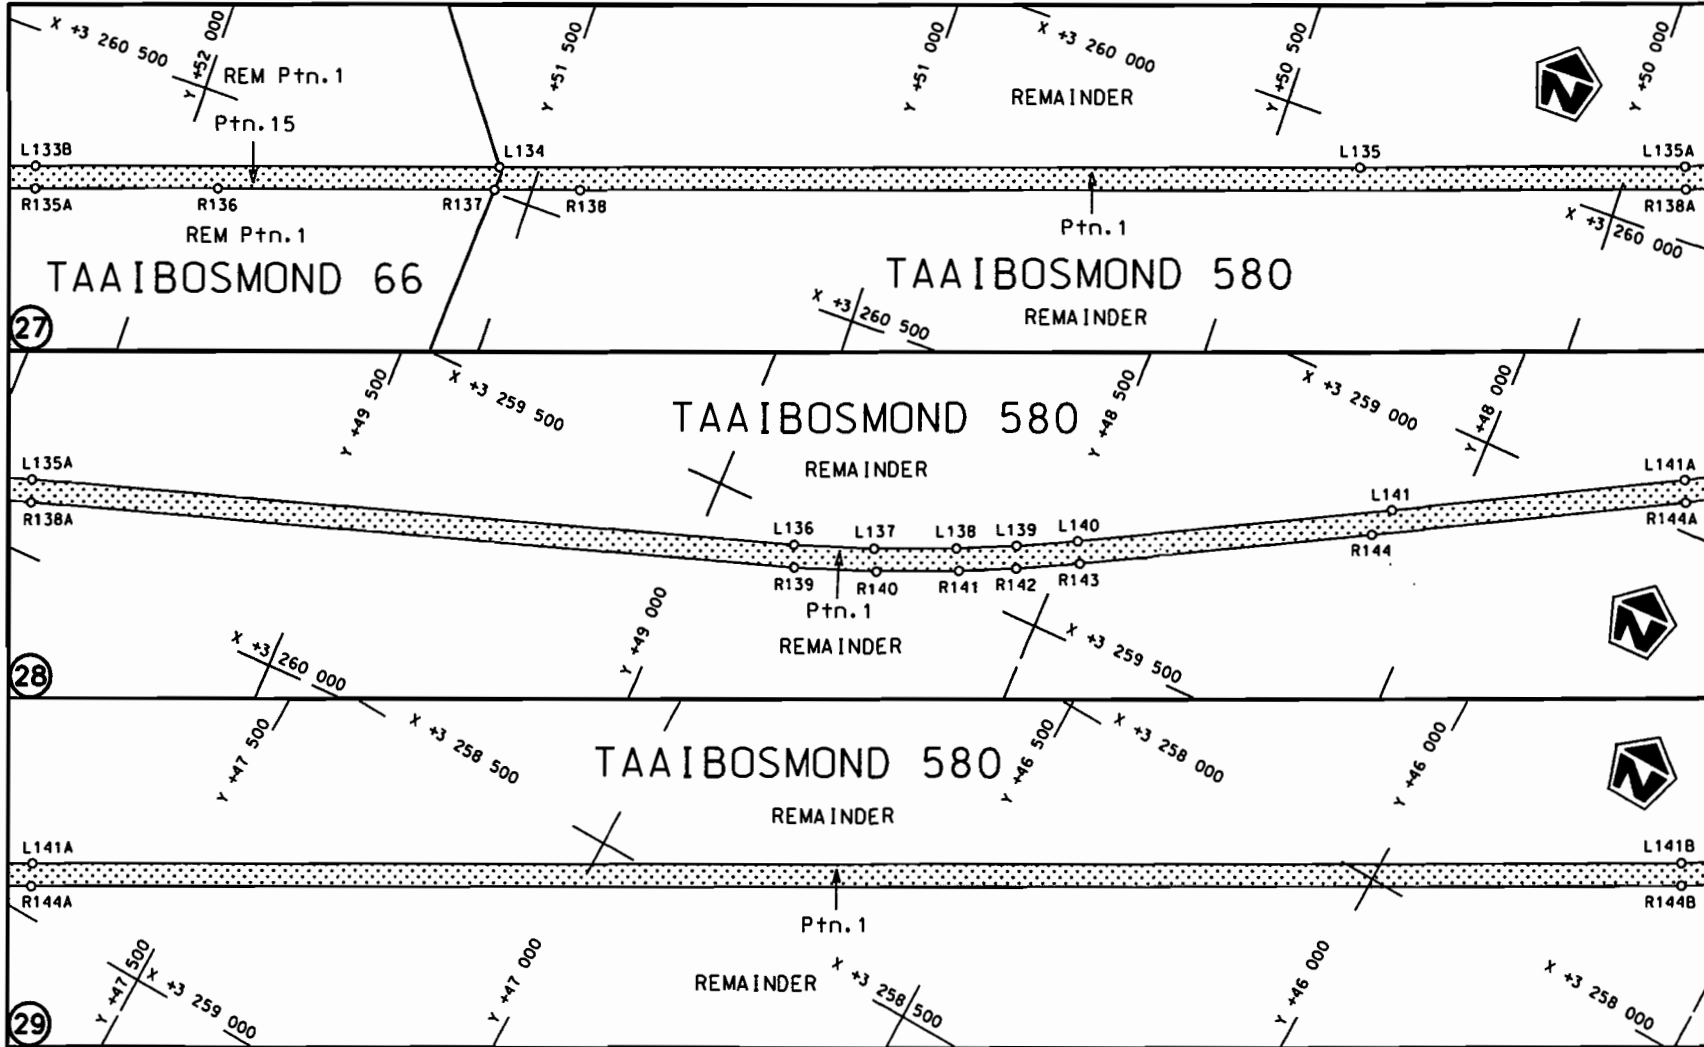 X +3 260 500
Y +52 000
REM Ptn.1
Y +51 500
Y +51 000
X +3 260 000
Y +50 500
Y +50 000
REMAINDER
N
Ptn.15
L133B
L134
L135
L135A
R135A
R136
R137
R138
R138A
REM Ptn.1
Ptn.1
X +3 260 000
TAAIBOSMOND 66
TAAIBOSMOND 580
X +3 260 500
REMAINDER
27
Y +49 500
X +3 259 500
TAAIBOSMOND 580
Y +48 500
X +3 259 000
Y +48 000
REMAINDER
L135A
L141A
R138A
L136
L137
L138
L139
L140
L141
R144A
R139
R140
R141
R142
R143
R144
Ptn.1
Y +49 000
REMAINDER
X +3 260 000
X +3 259 500
N
28
Y +47 500
X +3 258 500
TAAIBOSMOND 580
Y +46 500
X +3 258 000
Y +46 000
N
REMAINDER
L141A
L141B
R144A
R144B
Ptn.1
Y +47 500
X +3 259 000
Y +47 000
REMAINDER
X +3 258 500
Y +46 000
X +3 258 000
29